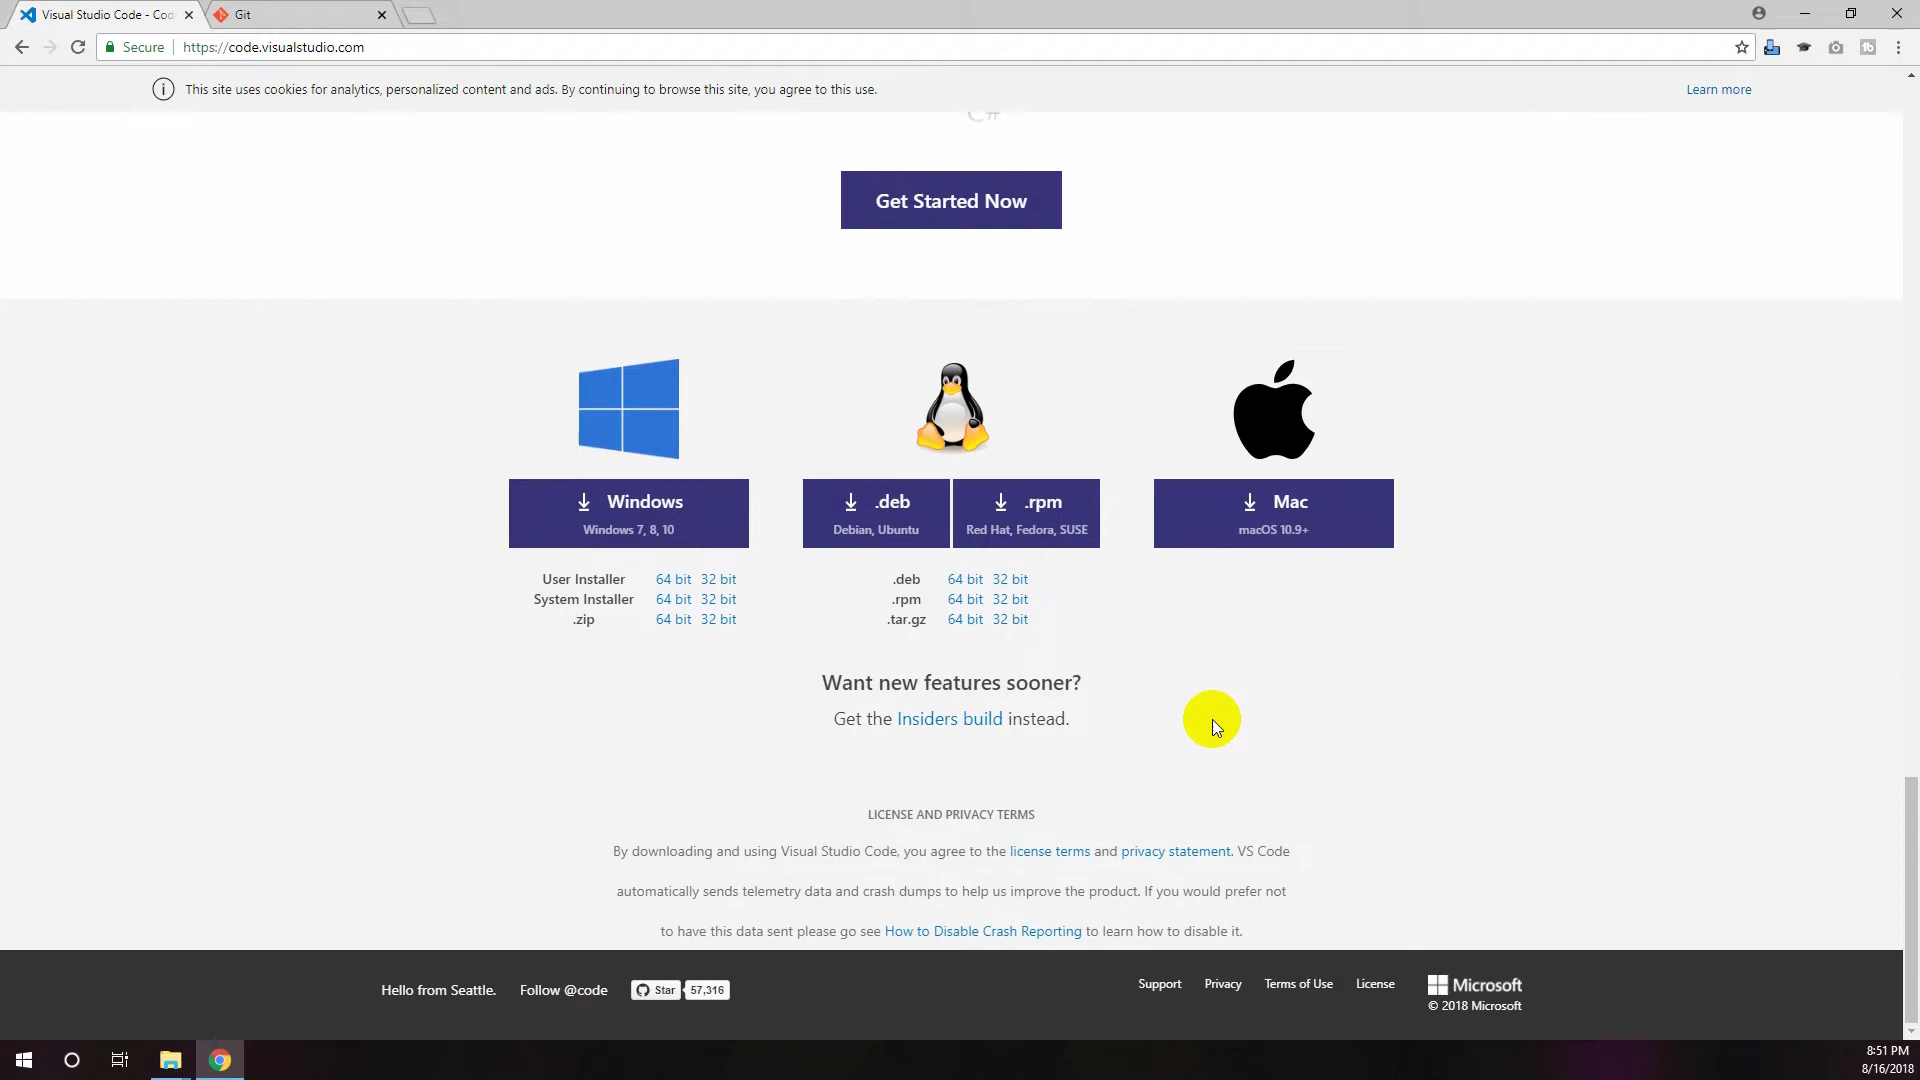 Visual Studio Code - Cod
Git
Secure
https://code.visualstudio.com
This site uses cookies for analytics, personalized content and ads. By continuing to browse this site, you agree to this use.
Learn more
C#
Get Started Now
Windows
Windows 7, 8, 10
.deb
Debian, Ubuntu
.rpm
Red Hat, Fedora, SUSE
Mac
macOS 10.9+
User Installer 64 bit 32 bit
System Installer 64 bit 32 bit
.zip 64 bit 32 bit
.deb 64 bit 32 bit
.rpm 64 bit 32 bit
.tar.gz 64 bit 32 bit
Want new features sooner?
Get the Insiders build instead.
LICENSE AND PRIVACY TERMS
By downloading and using Visual Studio Code, you agree to the license terms and privacy statement. VS Code
automatically sends telemetry data and crash dumps to help us improve the product. If you would prefer not
to have this data sent please go see How to Disable Crash Reporting to learn how to disable it.
Hello from Seattle.
Follow @code
Star
57,316
Support
Privacy
Terms of Use
License
Microsoft
© 2018 Microsoft
8:51 PM
8/16/2018